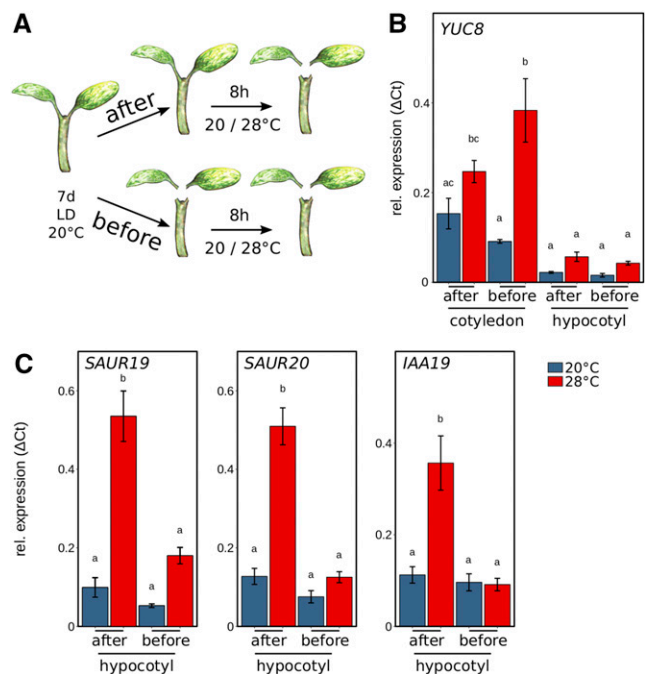 A
after
8h
20 / 28°C
7d
LD
20°C
before
8h
20 / 28°C
B
YUC8
rel. expression (ΔCt)
0.4
0.2
0
ac
bc
a
b
a
a
a
a
after before after before
cotyledon hypocotyl
C
SAUR19
rel. expression (ΔCt)
0.6
0.4
0.2
0
a
b
a
a
after before
hypocotyl
SAUR20
0.6
0.4
0.2
0
a
b
a
a
after before
hypocotyl
IAA19
0.4
0.2
0
a
b
a
a
after before
hypocotyl
20°C
28°C